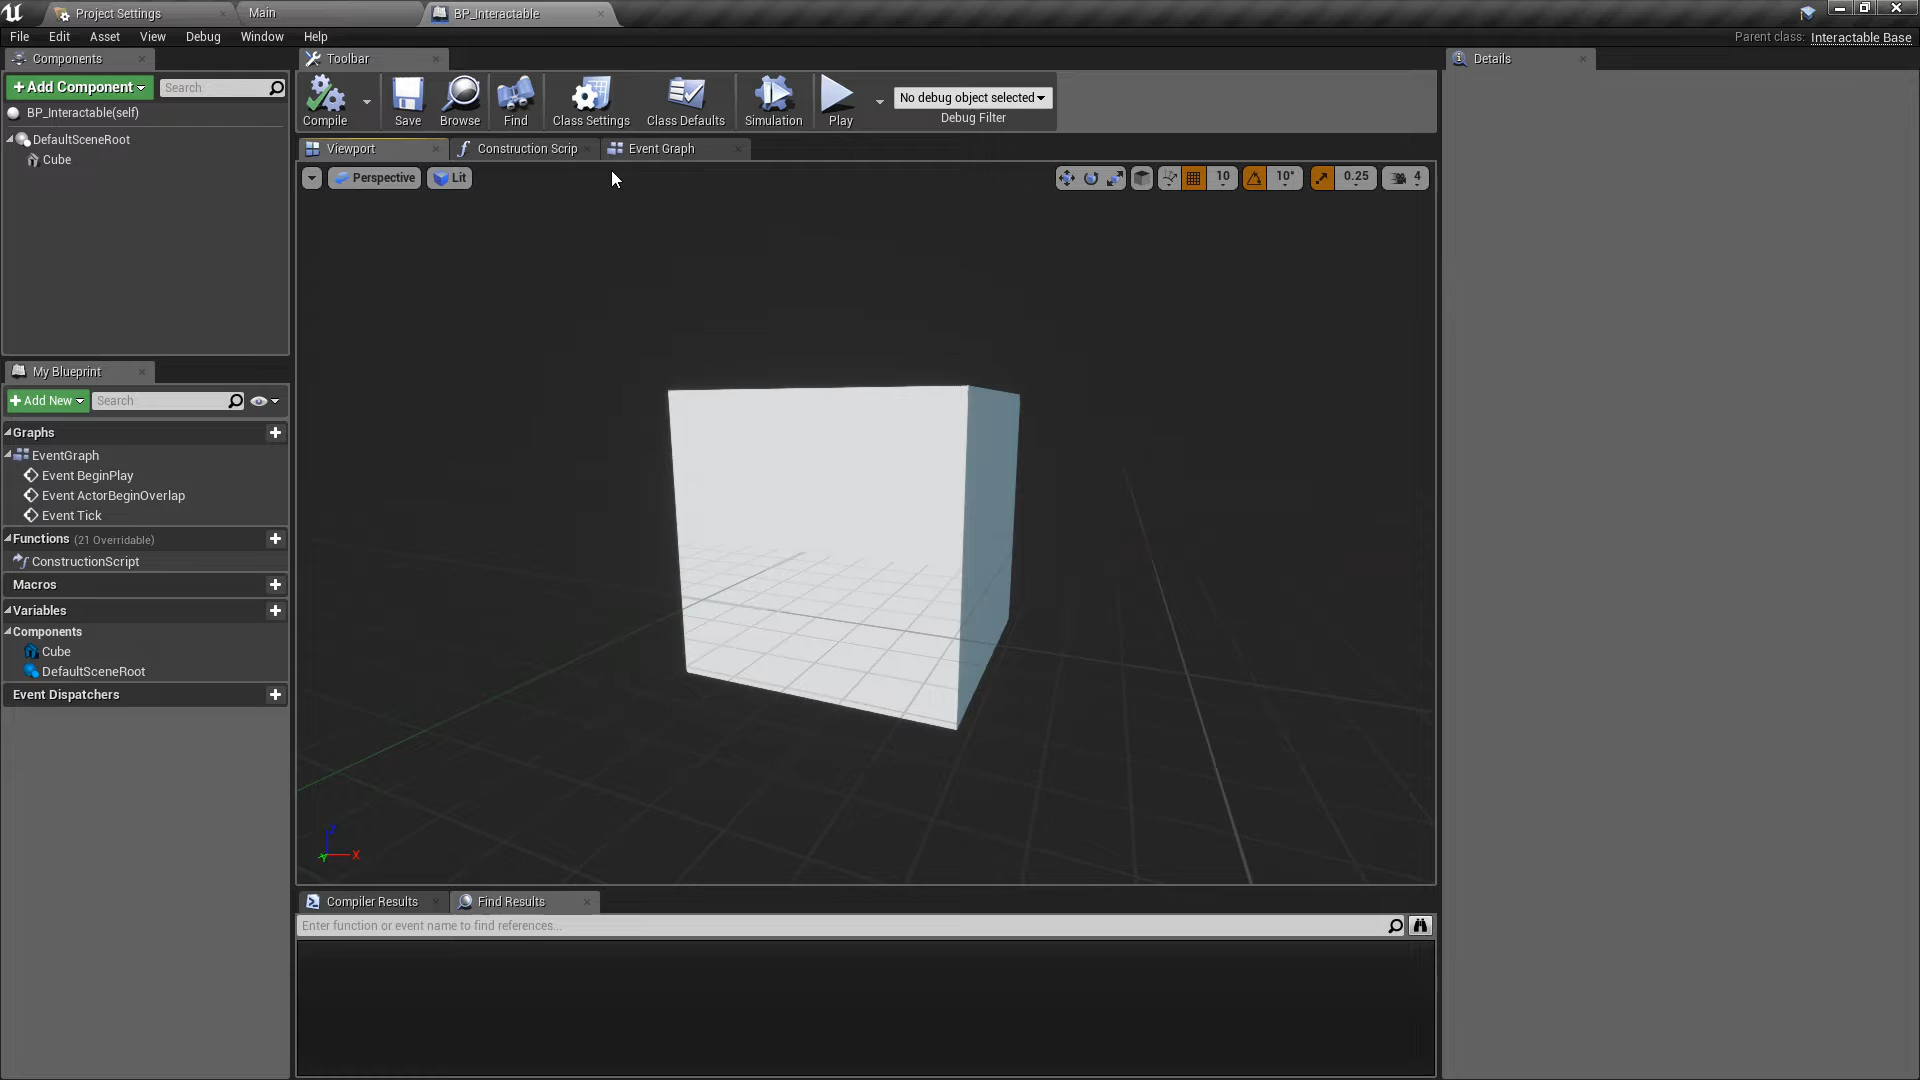 Project Settings
Main
BP_Interactable
File Edit Asset View Debug Window Help
Parent class: Interactable Base
Components
Toolbar
Details
Add Component
Search
BP_Interactable(self)
DefaultSceneRoot
Cube
Compile
Save
Browse
Find
Class Settings
Class Defaults
Simulation
Play
No debug object selected
Debug Filter
Viewport
Construction Scrip
Event Graph
Perspective
Lit
10
10°
0.25
4
My Blueprint
Add New
Search
Graphs
EventGraph
Event BeginPlay
Event ActorBeginOverlap
Event Tick
Functions (21 Overridable)
ConstructionScript
Macros
Variables
Components
Cube
DefaultSceneRoot
Event Dispatchers
Z
X
Y
Compiler Results
Find Results
Enter function or event name to find references...